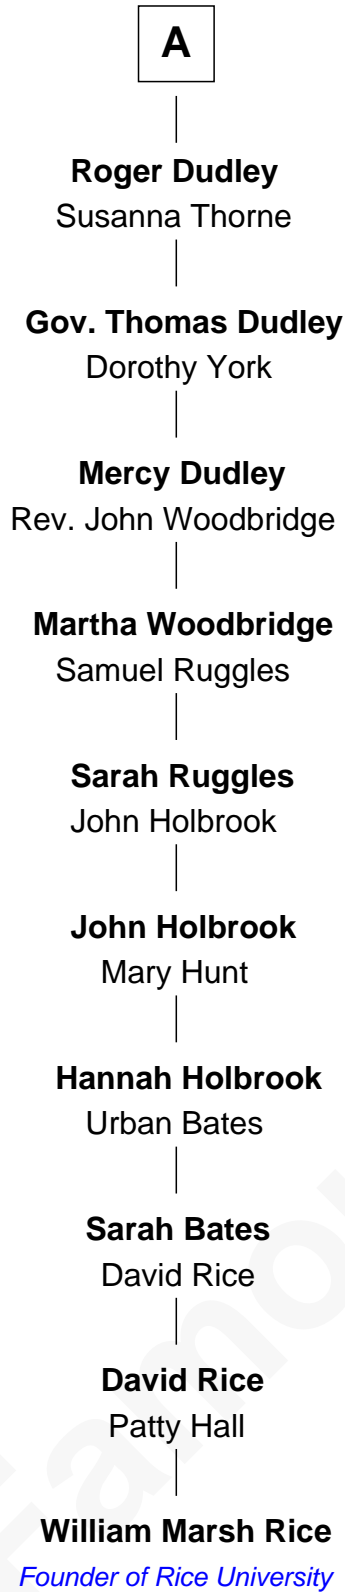 A
Roger Dudley
Susanna Thorne
Gov. Thomas Dudley
Dorothy York
Mercy Dudley
Rev. John Woodbridge
Martha Woodbridge
Samuel Ruggles
Sarah Ruggles
John Holbrook
John Holbrook
Mary Hunt
Hannah Holbrook
Urban Bates
Sarah Bates
David Rice
David Rice
Patty Hall
William Marsh Rice
Founder of Rice University